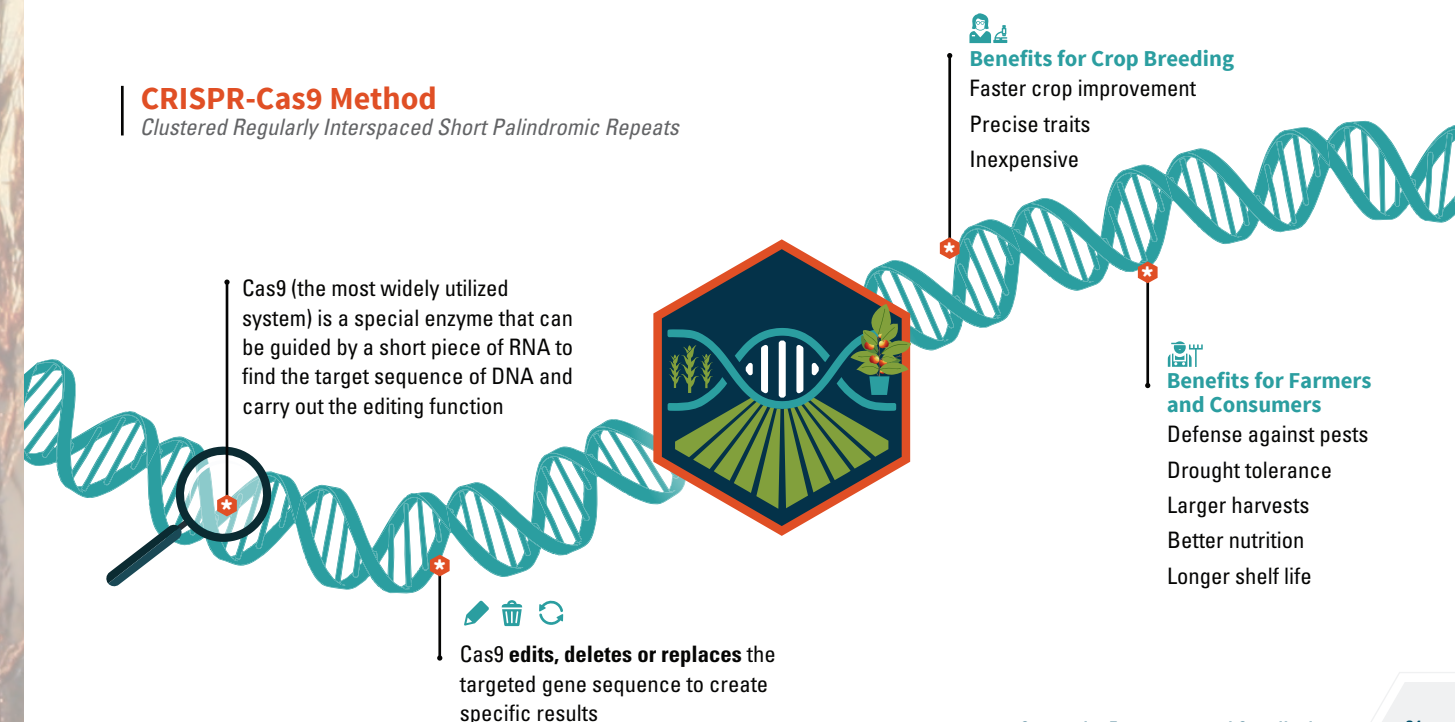 CRISPR-Cas9 Method
Clustered Regularly Interspaced Short Palindromic Repeats
Cas9 (the most widely utilized
system) is a special enzyme that can
be guided by a short piece of RNA to
find the target sequence of DNA and
carry out the editing function
Cas9 edits, deletes or replaces the
targeted gene sequence to create
specific results
Benefits for Crop Breeding
Faster crop improvement
Precise traits
Inexpensive
Benefits for Farmers
and Consumers
Defense against pests
Drought tolerance
Larger harvests
Better nutrition
Longer shelf life